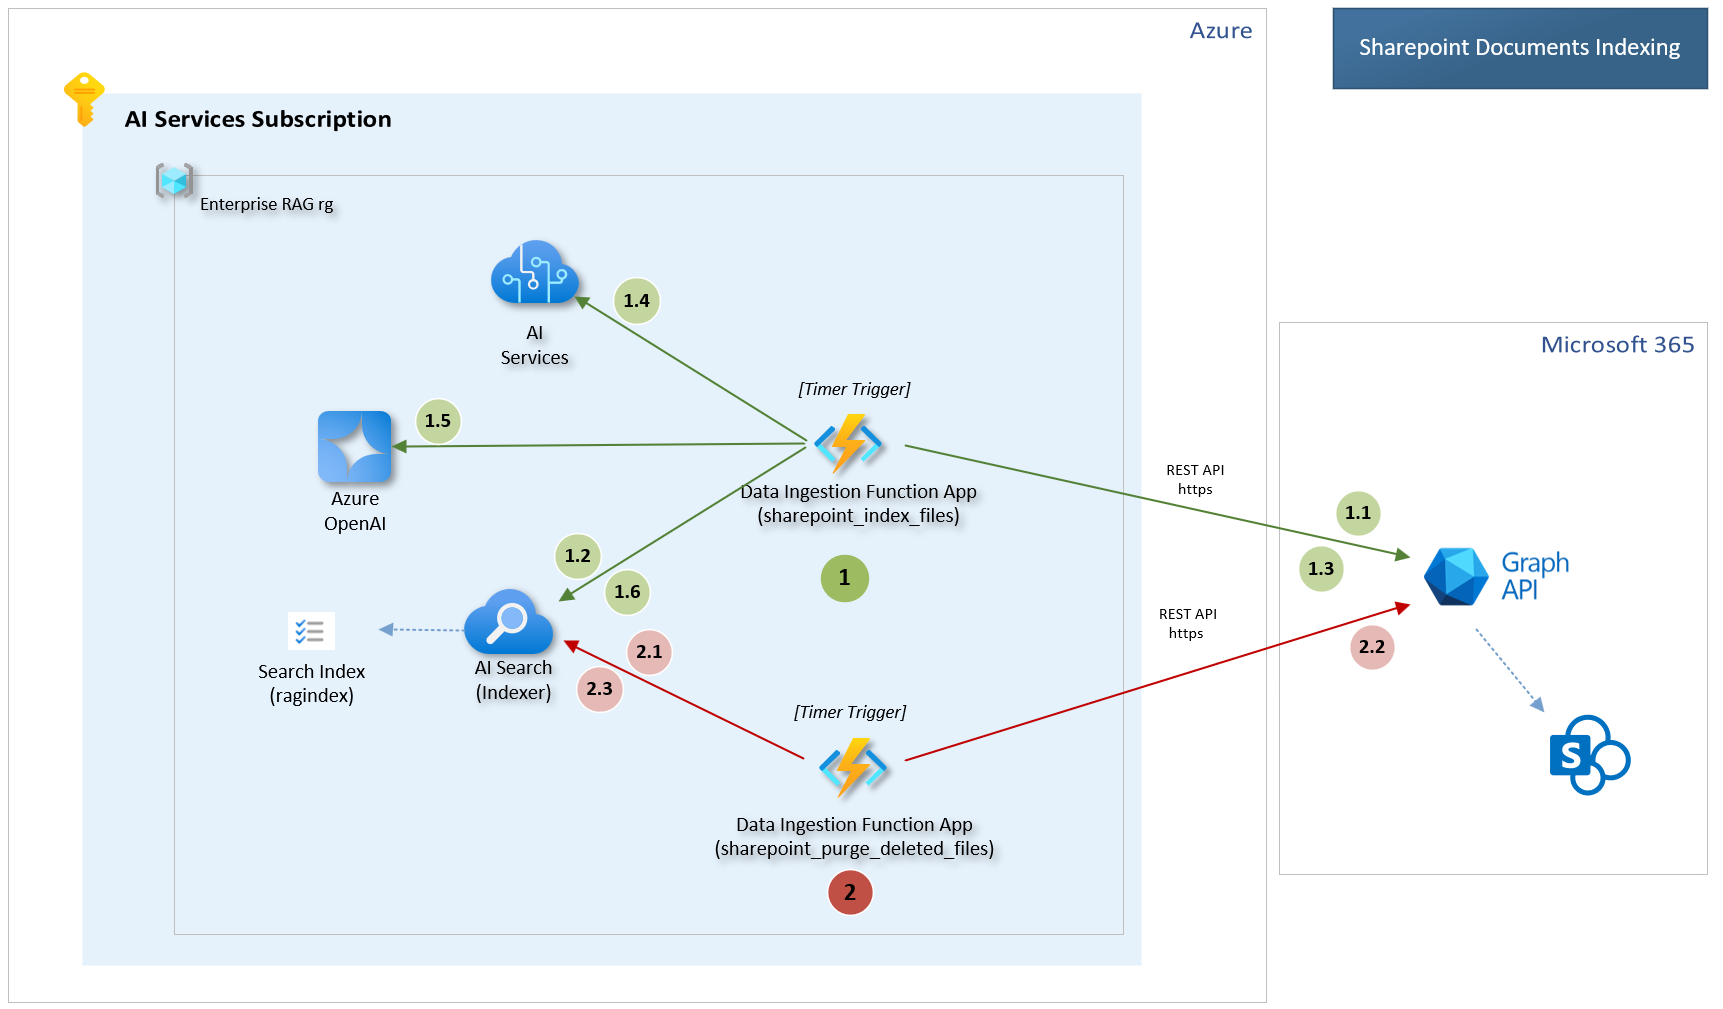 Azure
Sharepoint Documents Indexing
AI Services Subscription
Enterprise RAG rg
1.4
AI
Services
[Timer Trigger]
1.5
Azure
OpenAI
Data Ingestion Function App
(sharepoint_index_files)
1
1.2
1.6
REST API
https
1.1
1.3
Microsoft 365
Graph
API
REST API
https
2.2
S
Search Index
(ragindex)
AI Search
(Indexer)
2.1
2.3
[Timer Trigger]
Data Ingestion Function App
(sharepoint_purge_deleted_files)
2